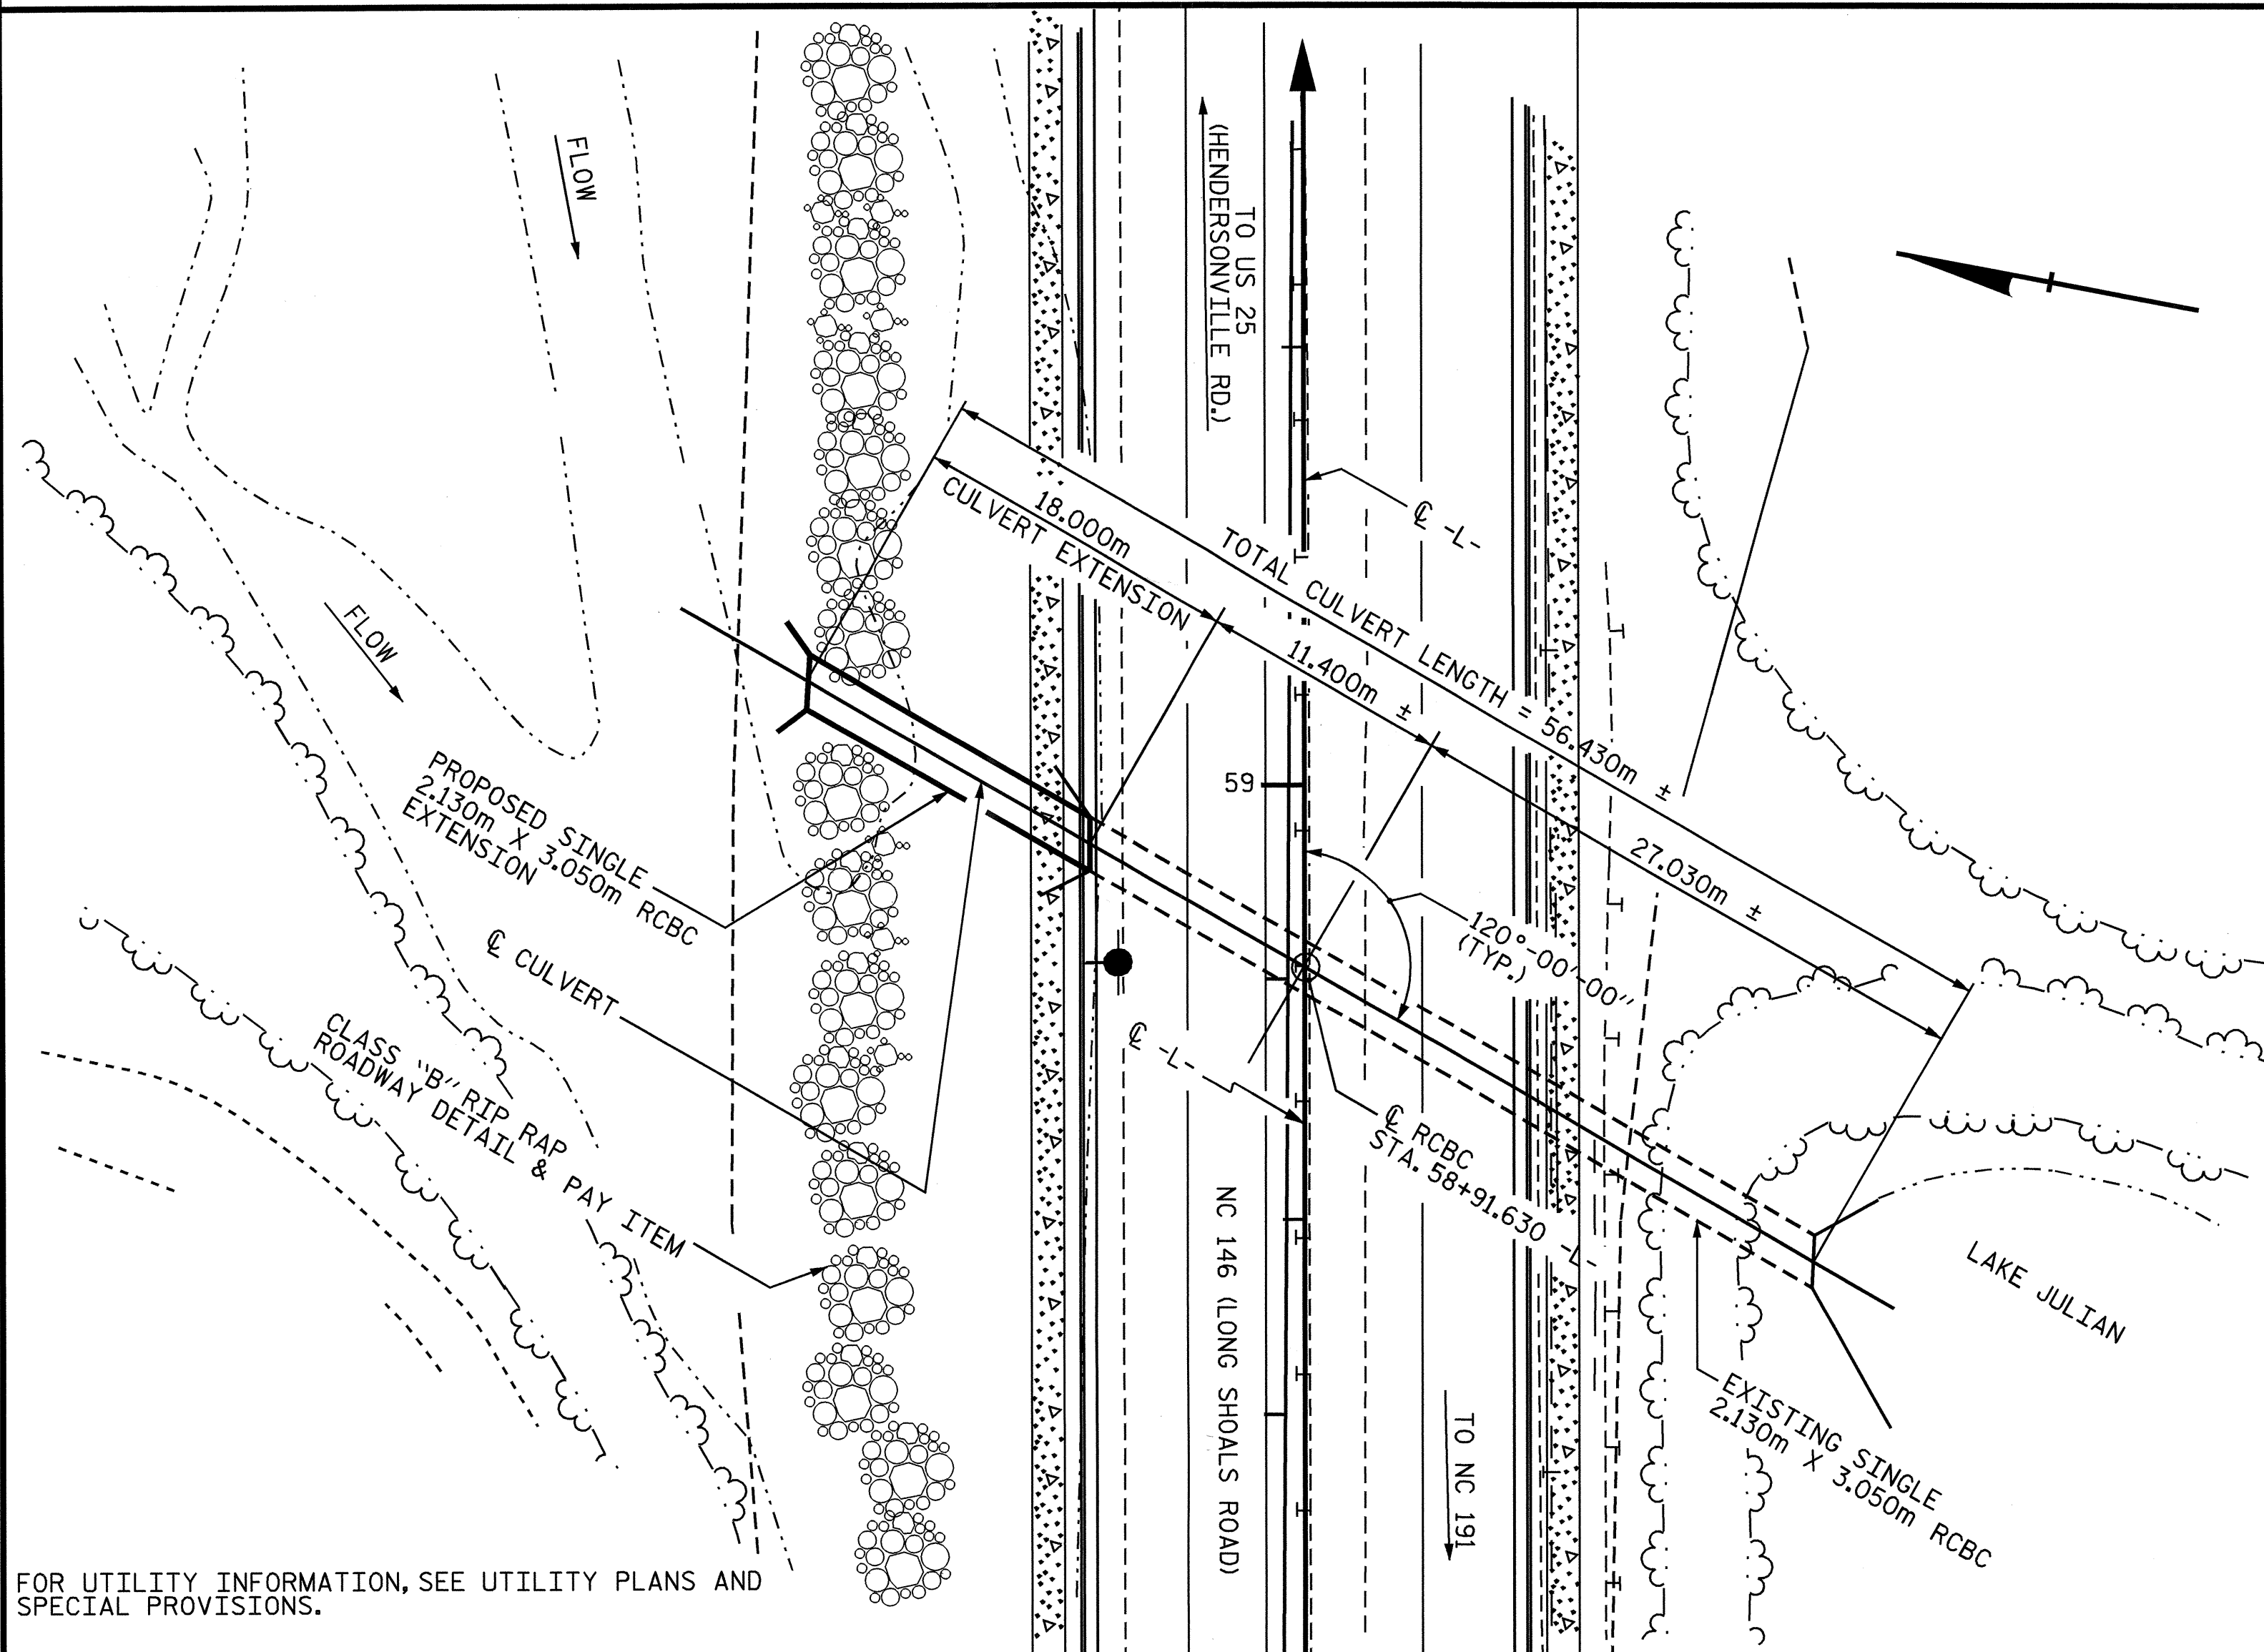 FLOW
TO US 25
(HENDERSONVILLE RD.)
18.000m
CULVERT EXTENSION
TOTAL CULVERT LENGTH = 56.430m ±
℄ -L-
11.400m ±
27.030m ±
FLOW
59
PROPOSED SINGLE
2.130m X 3.050m RCBC
EXTENSION
120°-00'-00"
(TYP.)
℄ CULVERT
℄ -L-
CLASS "B" RIP RAP
ROADWAY DETAIL & PAY ITEM
℄ RCBC
STA. 58+91.630 -L-
NC 146 (LONG SHOALS ROAD)
LAKE JULIAN
TO NC 191
EXISTING SINGLE
2.130m X 3.050m RCBC
FOR UTILITY INFORMATION, SEE UTILITY PLANS AND
SPECIAL PROVISIONS.